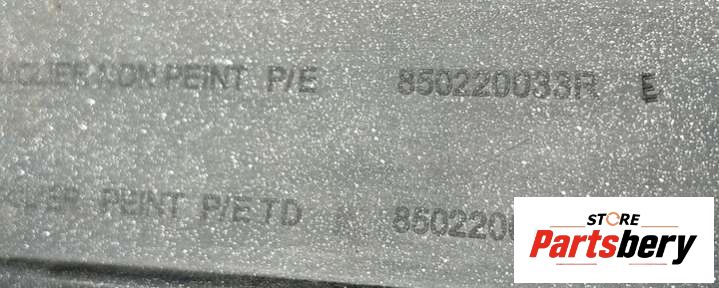 NON PEINT P/E 850220033R E
PEINT P/E TD 850220
STORE
Partsbery